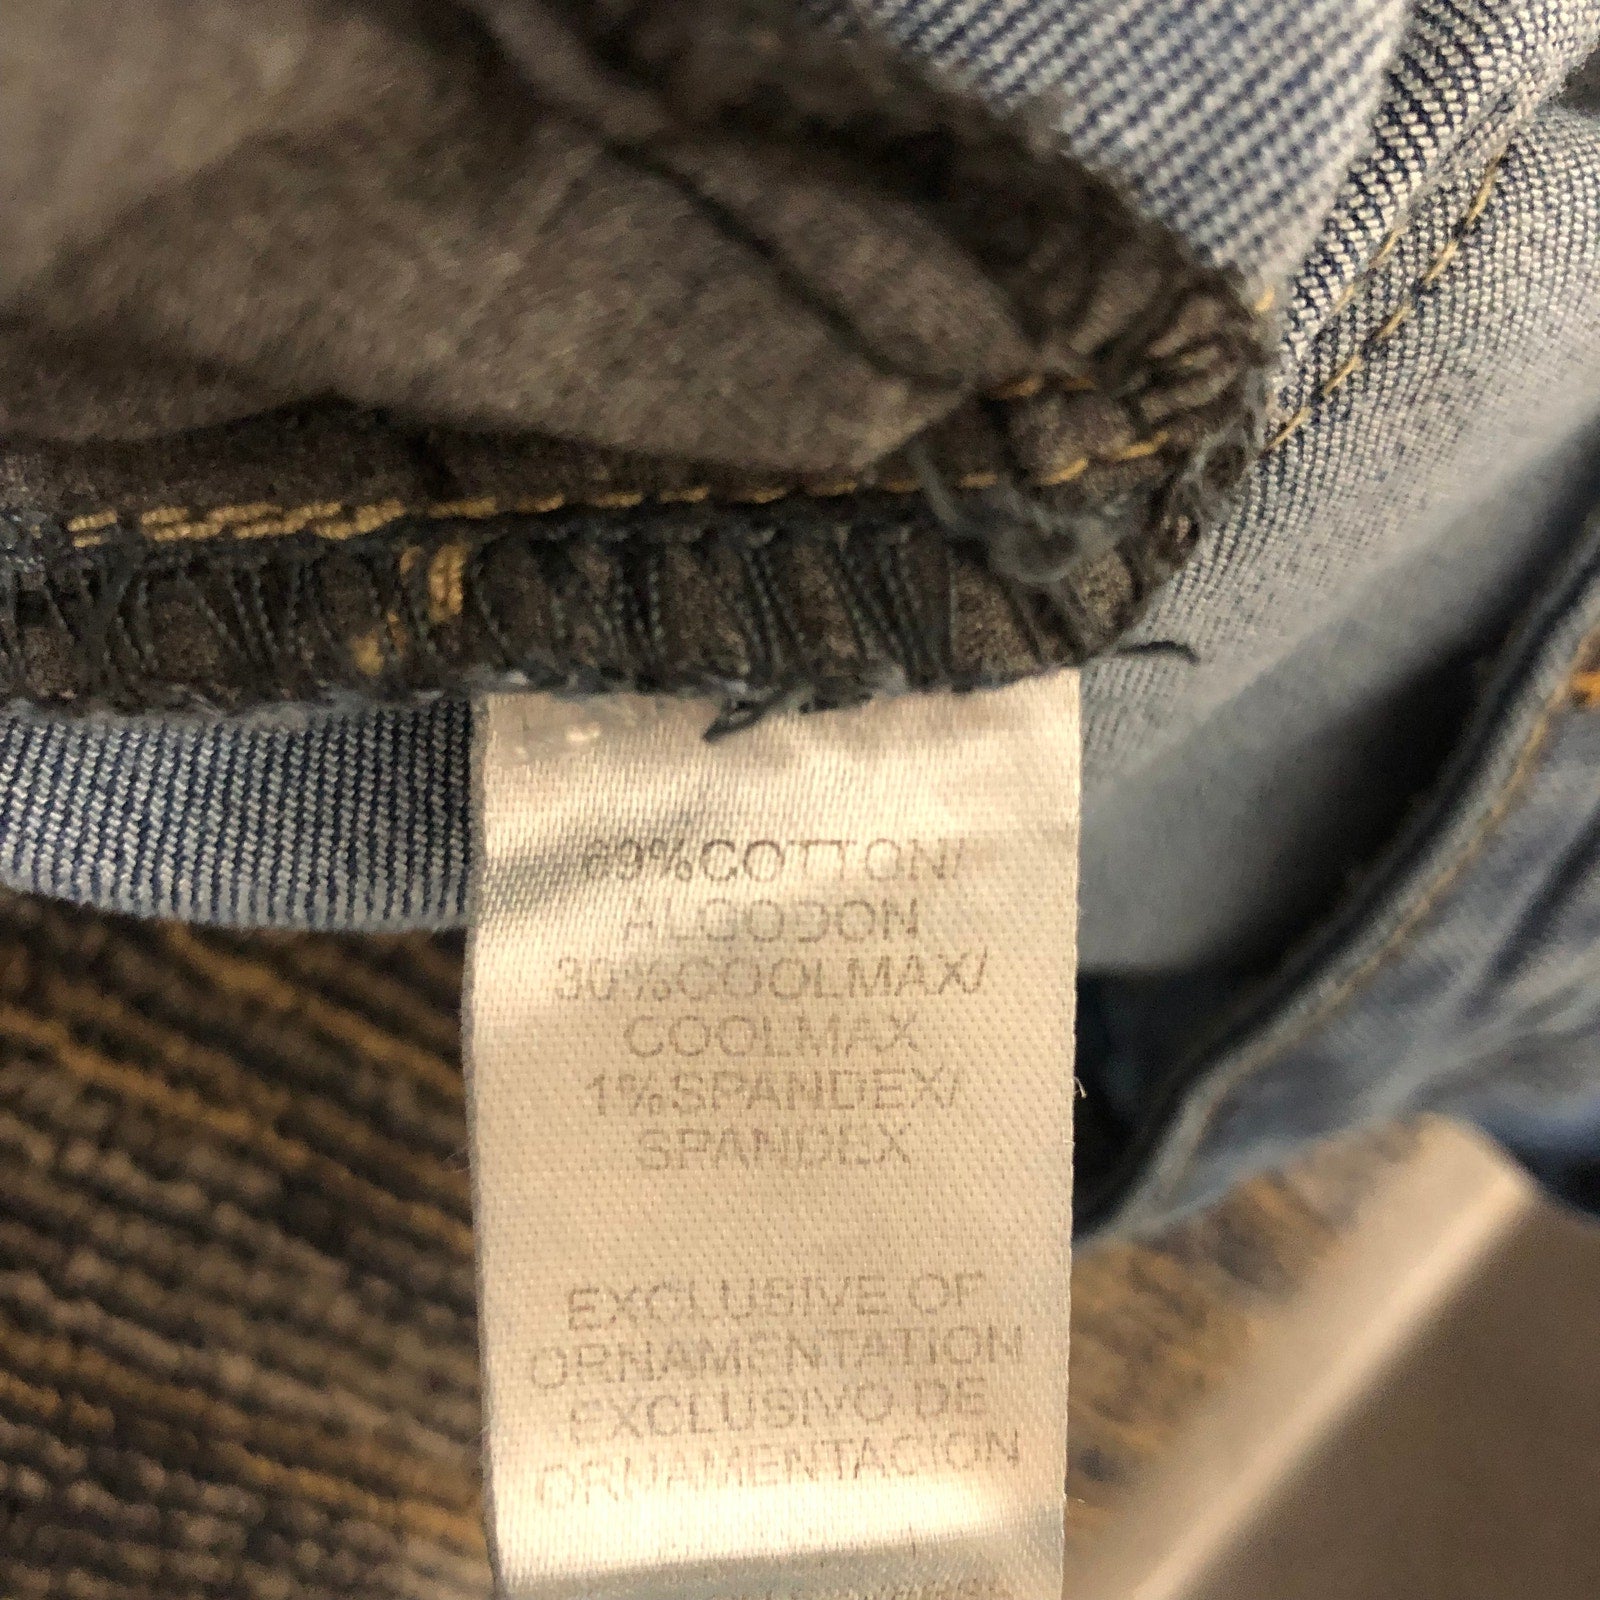 69%COTTON/
ALGODON
30%COOLMAX/
COOLMAX
1%SPANDEX/
SPANDEX
EXCLUSIVE OF
ORNAMENTATION
EXCLUSIVO DE
ORNAMENTACION